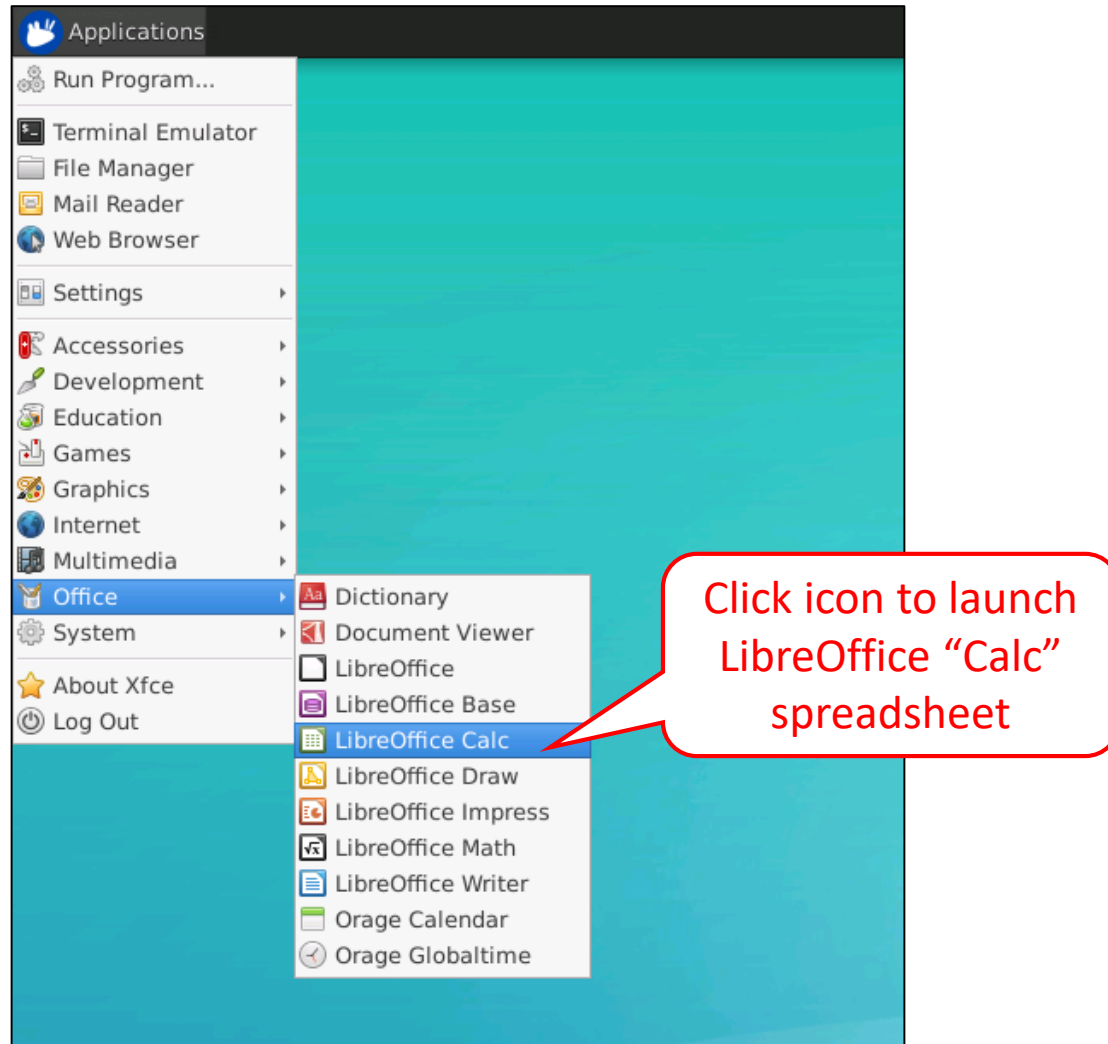 Applications
Run Program...
Terminal Emulator
File Manager
Mail Reader
Web Browser
Settings
Accessories
Development
Education
Games
Graphics
Internet
Multimedia
Office
System
About Xfce
Log Out
Aa Dictionary
Document Viewer
LibreOffice
LibreOffice Base
LibreOffice Calc
LibreOffice Draw
LibreOffice Impress
√x LibreOffice Math
LibreOffice Writer
Orage Calendar
Orage Globaltime
Click icon to launch
LibreOffice “Calc”
spreadsheet